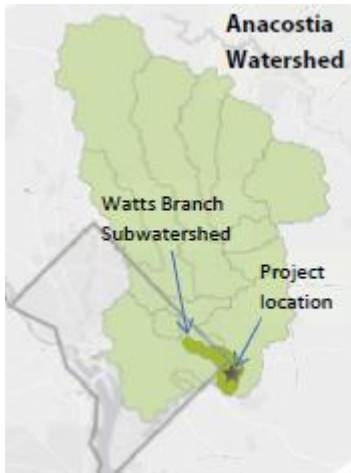 Anacostia
Watershed
Watts Branch
Subwatershed
Project
location